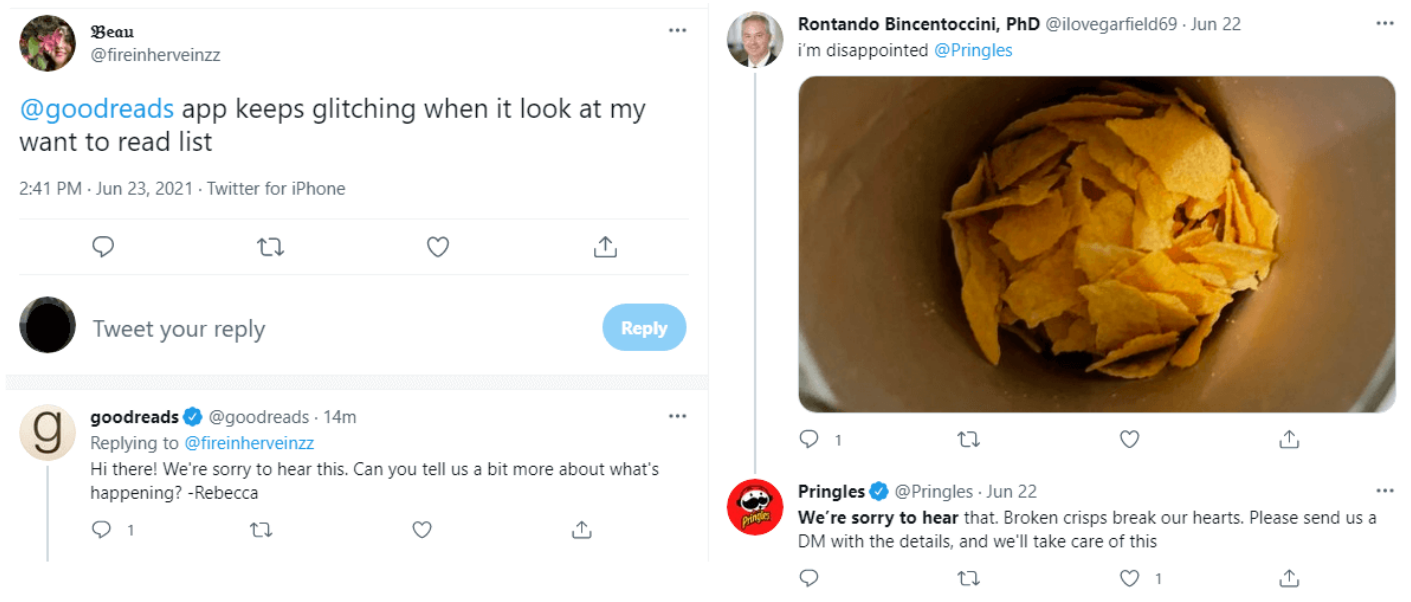 𝕭𝖊𝖆𝖚
@fireinherveinzz
@goodreads app keeps glitching when it look at my
want to read list
2:41 PM · Jun 23, 2021 · Twitter for iPhone
Tweet your reply
Reply
g
goodreads @goodreads · 14m
Replying to @fireinherveinzz
Hi there! We're sorry to hear this. Can you tell us a bit more about what's
happening? -Rebecca
1
Rontando Bincentoccini, PhD @ilovegarfield69 · Jun 22
i'm disappointed @Pringles
1
Pringles
Pringles @Pringles · Jun 22
We're sorry to hear that. Broken crisps break our hearts. Please send us a
DM with the details, and we'll take care of this
1